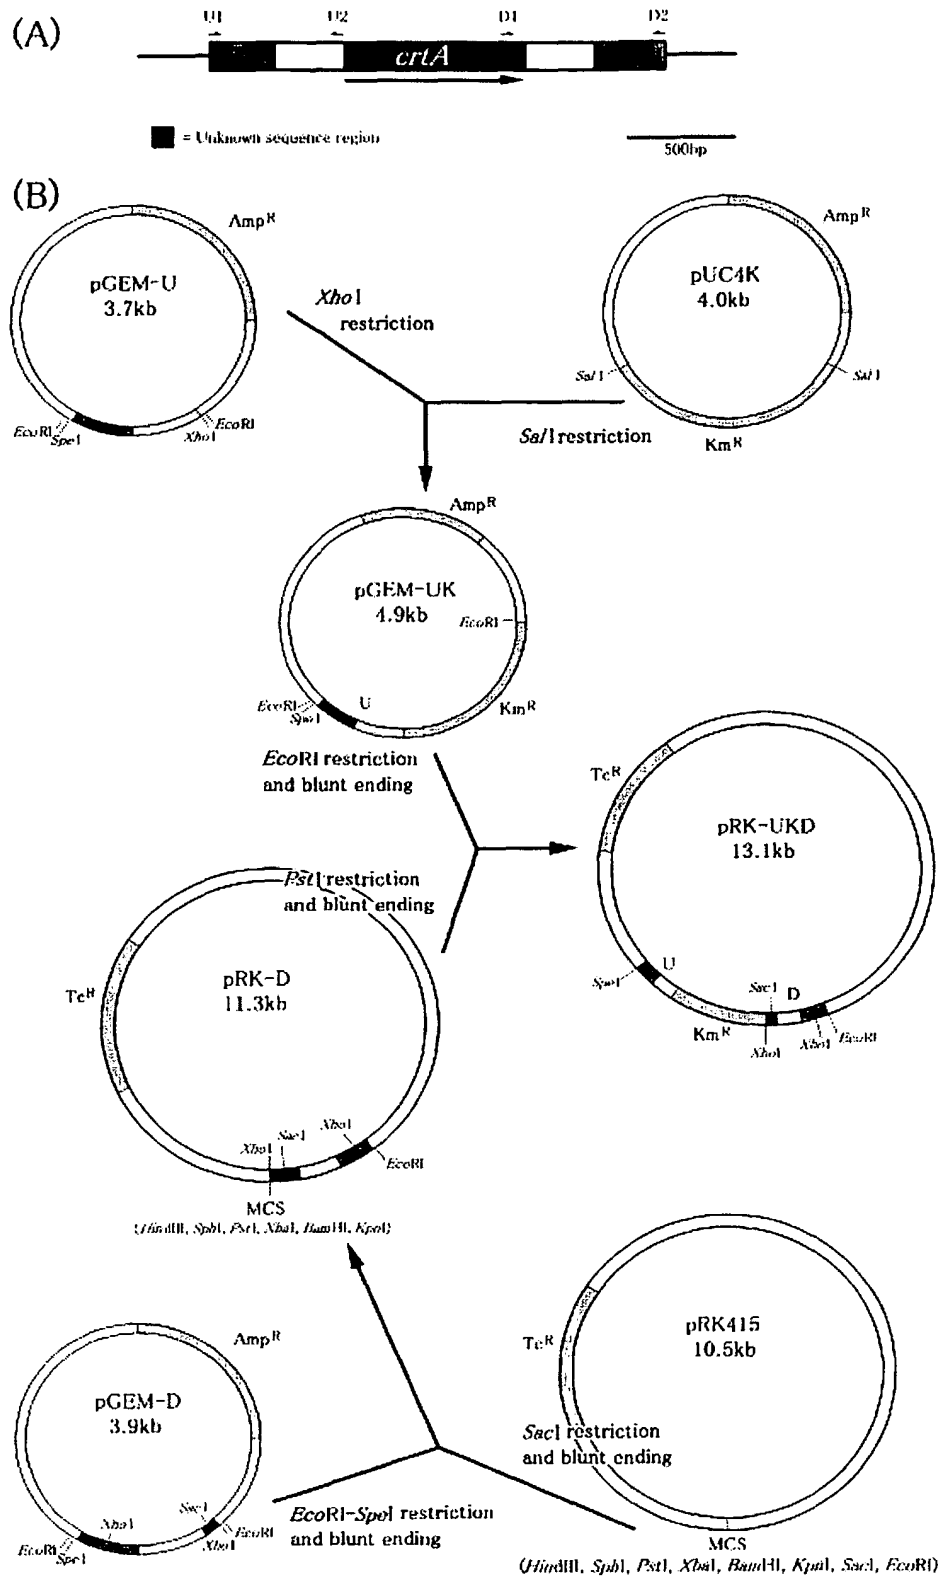 (A)
U1 U2 D1 D2
crtA
= Unknown sequence region
500bp
(B)
AmpR
pGEM-U
3.7kb
EcoRI
SpeI
XhoI
EcoRI
XhoI
restriction
AmpR
pUC4K
4.0kb
SalI
SalI
KmR
SalI restriction
AmpR
pGEM-UK
4.9kb
EcoRI
EcoRI
SpeI
U
KmR
EcoRI restriction
and blunt ending
TcR
pRK-UKD
13.1kb
SpeI
U
KmR
SacI
D
XhoI
XhoI
EcoRI
PstI restriction
and blunt ending
TcR
pRK-D
11.3kb
XhoI
SacI
XhoI
EcoRI
MCS
(HindIII, SphI, PstI, XbaI, BamHI, KpnI)
AmpR
pGEM-D
3.9kb
EcoRI
SpeI
XhoI
SacI
EcoRI
XhoI
EcoRI-SpeI restriction
and blunt ending
TcR
pRK415
10.5kb
SacI restriction
and blunt ending
MCS
(HindIII, SphI, PstI, XbaI, BamHI, KpnI, SacI, EcoRI)